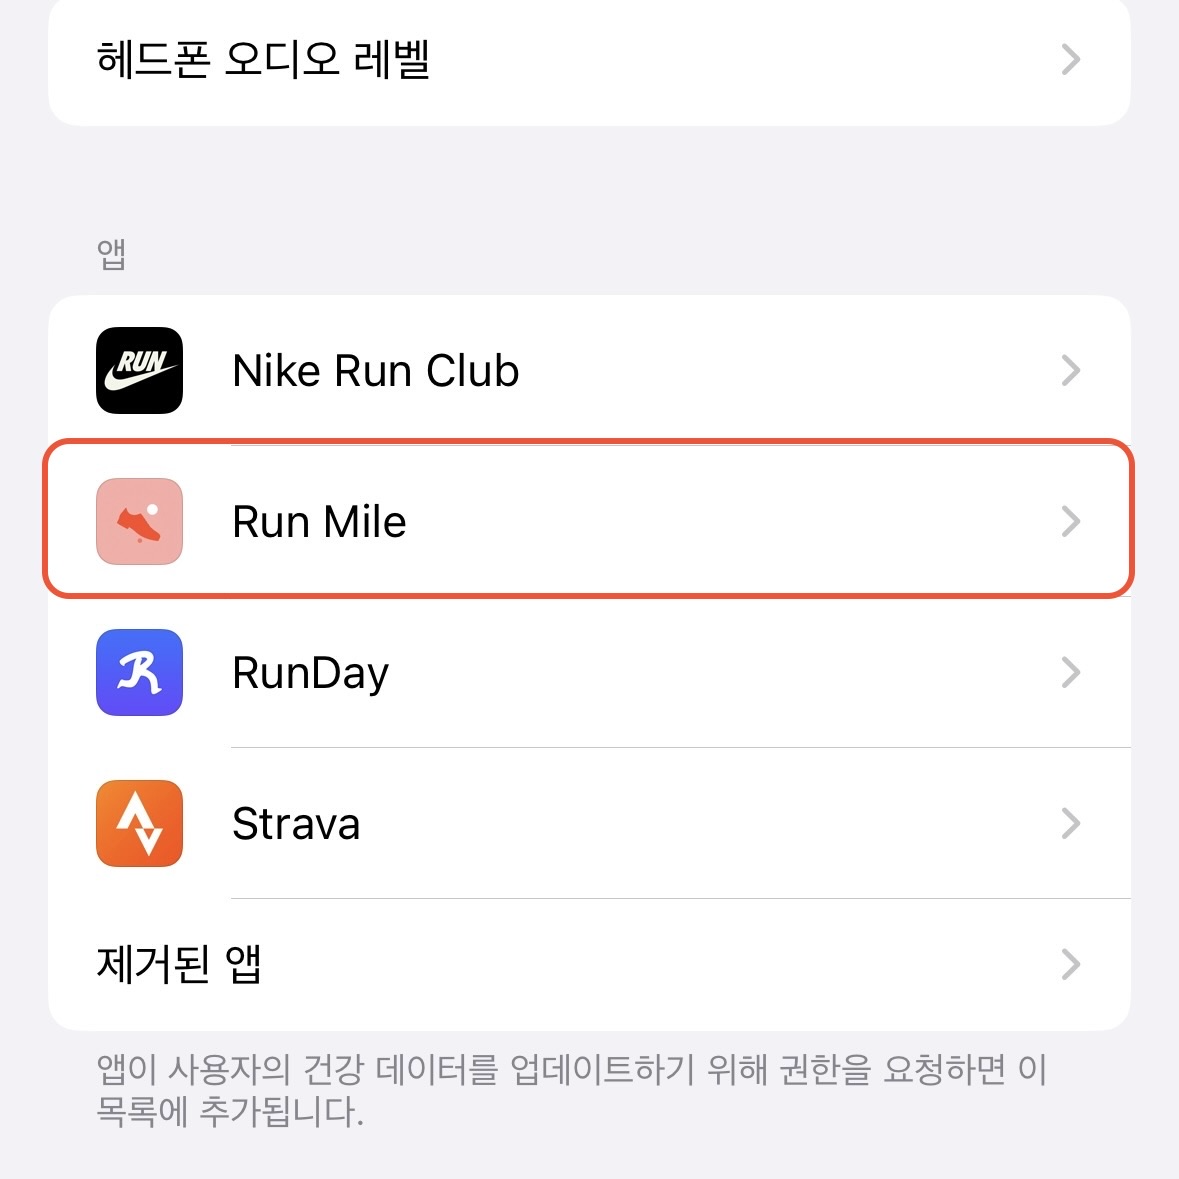 헤드폰 오디오 레벨
앱
RUN
Nike Run Club
Run Mile
RunDay
Strava
제거된 앱
앱이 사용자의 건강 데이터를 업데이트하기 위해 권한을 요청하면 이
목록에 추가됩니다.